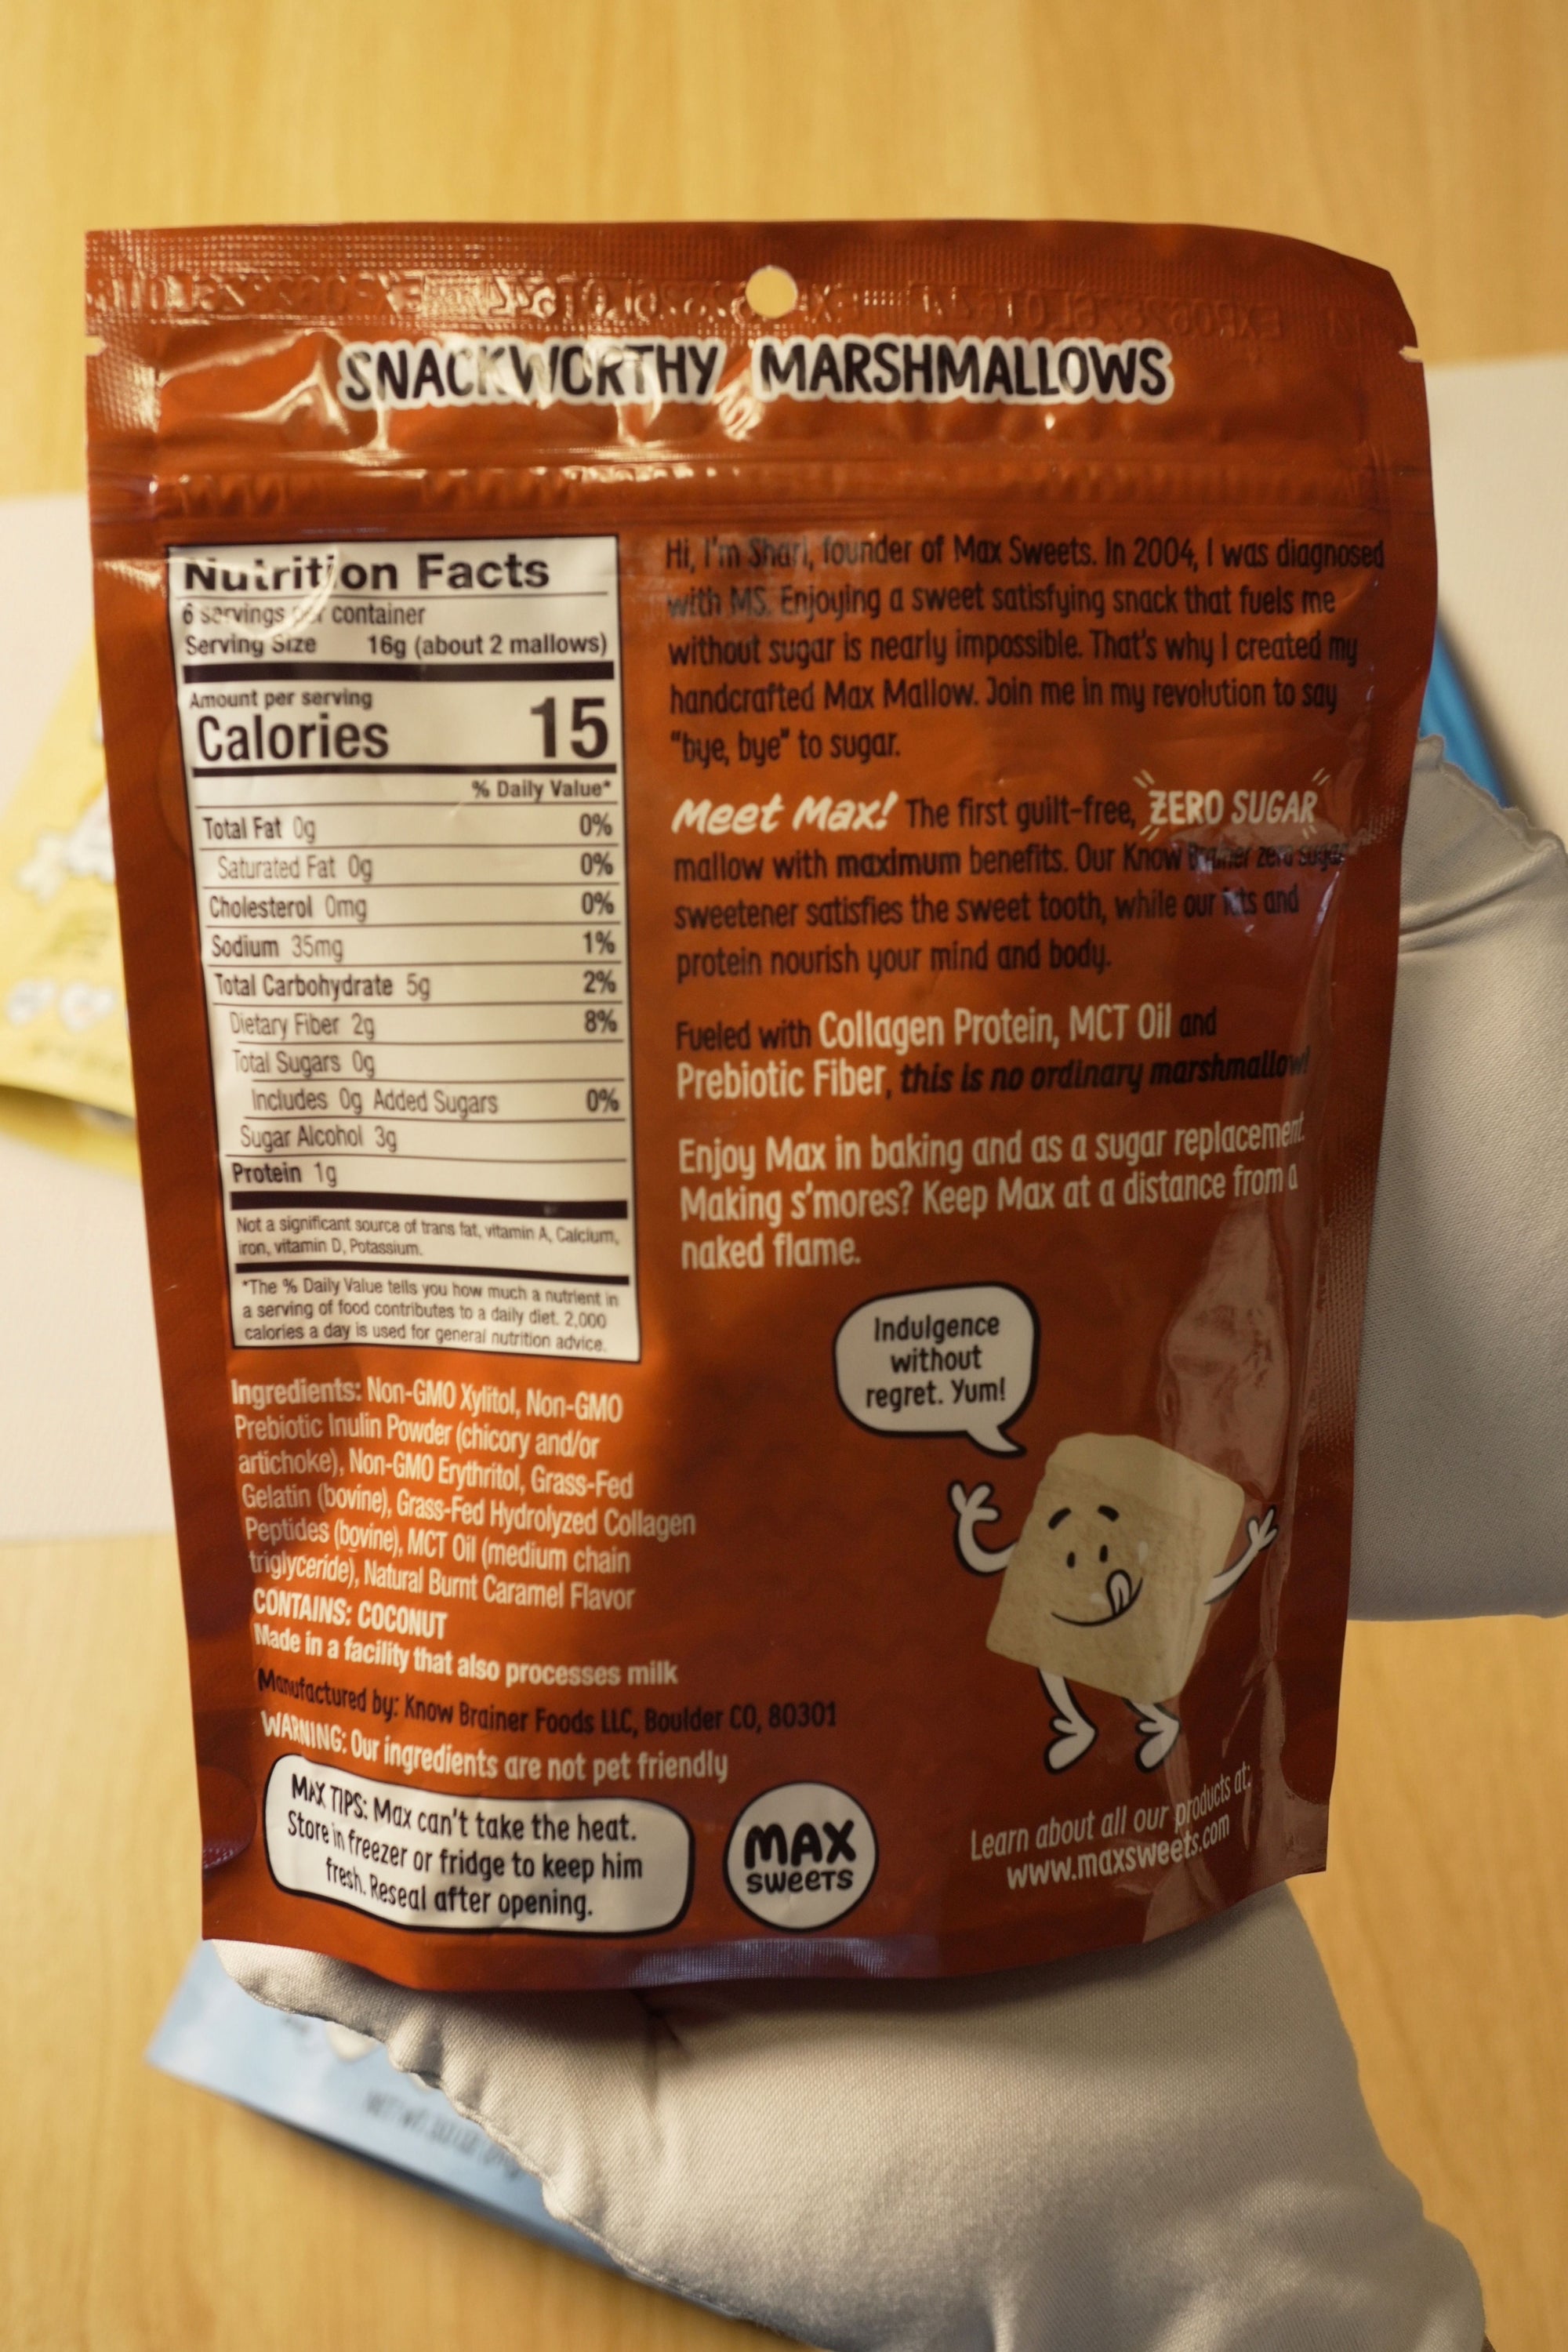 SNACKWORTHY MARSHMALLOWS
Nutrition Facts
6 servings per container
Serving Size 16g (about 2 mallows)
Amount per serving
Calories 15
% Daily Value*
Total Fat 0g 0%
Saturated Fat 0g 0%
Cholesterol 0mg 0%
Sodium 35mg 1%
Total Carbohydrate 5g 2%
Dietary Fiber 2g 8%
Total Sugars 0g
Includes 0g Added Sugars 0%
Sugar Alcohol 3g
Protein 1g
Not a significant source of trans fat, vitamin A, Calcium,
iron, vitamin D, Potassium.
*The % Daily Value tells you how much a nutrient in
a serving of food contributes to a daily diet. 2,000
calories a day is used for general nutrition advice.
Ingredients: Non-GMO Xylitol, Non-GMO
Prebiotic Inulin Powder (chicory and/or
artichoke), Non-GMO Erythritol, Grass-Fed
Gelatin (bovine), Grass-Fed Hydrolyzed Collagen
Peptides (bovine), MCT Oil (medium chain
triglyceride), Natural Burnt Caramel Flavor
CONTAINS: COCONUT
Made in a facility that also processes milk
Manufactured by: Know Brainer Foods LLC, Boulder CO, 80301
WARNING: Our ingredients are not pet friendly
MAX TIPS: Max can't take the heat.
Store in freezer or fridge to keep him
fresh. Reseal after opening.
Hi, I'm Shari, founder of Max Sweets. In 2004, I was diagnosed
with MS. Enjoying a sweet satisfying snack that fuels me
without sugar is nearly impossible. That's why I created my
handcrafted Max Mallow. Join me in my revolution to say
"bye, bye" to sugar.
Meet Max! The first guilt-free, ZERO SUGAR
mallow with maximum benefits. Our Know Brainer zero sugar
sweetener satisfies the sweet tooth, while our fats and
protein nourish your mind and body.
Fueled with Collagen Protein, MCT Oil and
Prebiotic Fiber, this is no ordinary marshmallow!
Enjoy Max in baking and as a sugar replacement.
Making s'mores? Keep Max at a distance from a
naked flame.
Indulgence
without
regret. Yum!
MAX
SWEETS
Learn about all our products at:
www.maxsweets.com